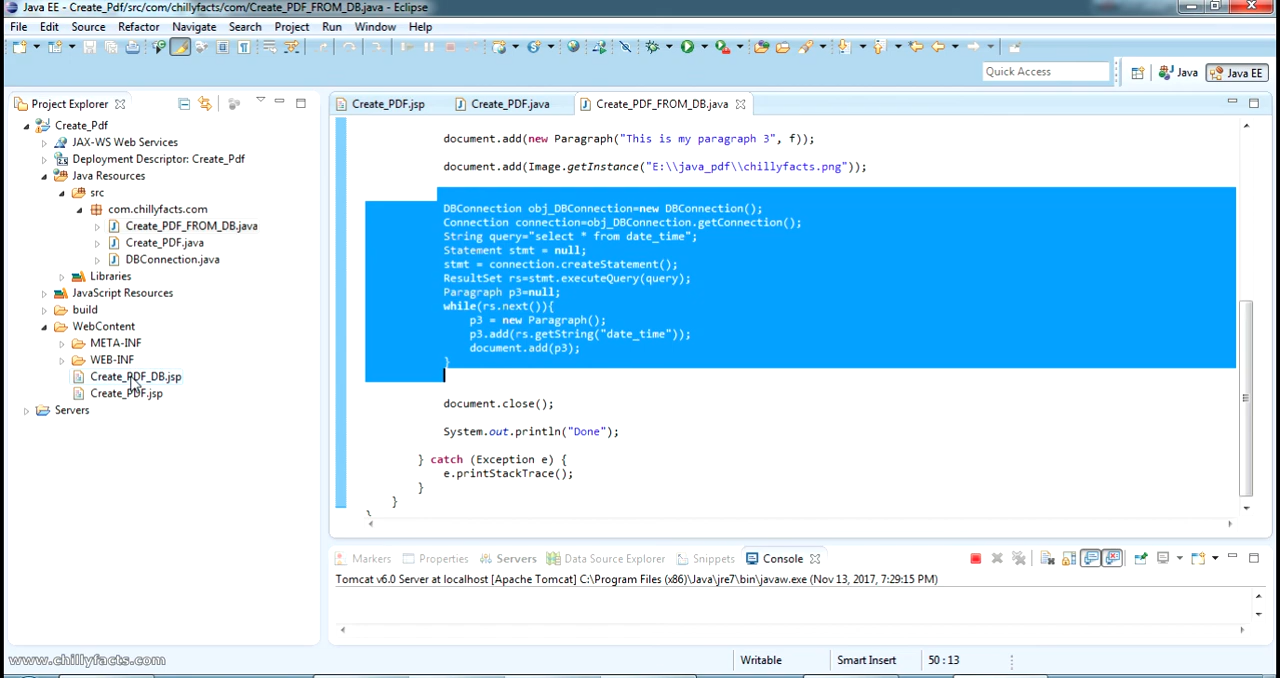 Java EE - Create_Pdf/src/com/chillyfacts/com/Create_PDF_FROM_DB.java - Eclipse
File Edit Source Refactor Navigate Search Project Run Window Help
Quick Access
Java
Java EE
Project Explorer
Create_PDF.jsp
Create_PDF.java
Create_PDF_FROM_DB.java
Create_Pdf
JAX-WS Web Services
Deployment Descriptor: Create_Pdf
Java Resources
src
com.chillyfacts.com
Create_PDF_FROM_DB.java
Create_PDF.java
DBConnection.java
Libraries
JavaScript Resources
build
WebContent
META-INF
WEB-INF
Create_PDF_DB.jsp
Create_PDF.jsp
Servers
document.add(new Paragraph("This is my paragraph 3", f));
document.add(Image.getInstance("E:\\java_pdf\\chillyfacts.png"));
DBConnection obj_DBConnection=new DBConnection();
Connection connection=obj_DBConnection.getConnection();
String query="select * from date_time";
Statement stmt = null;
stmt = connection.createStatement();
ResultSet rs=stmt.executeQuery(query);
Paragraph p3=null;
while(rs.next()){
p3 = new Paragraph();
p3.add(rs.getString("date_time"));
document.add(p3);
}
document.close();
System.out.println("Done");
} catch (Exception e) {
e.printStackTrace();
}
}
Markers Properties Servers Data Source Explorer Snippets Console
Tomcat v6.0 Server at localhost [Apache Tomcat] C:\Program Files (x86)\Java\jre7\bin\javaw.exe (Nov 13, 2017, 7:29:15 PM)
www.chillyfacts.com
Writable
Smart Insert
50 : 13